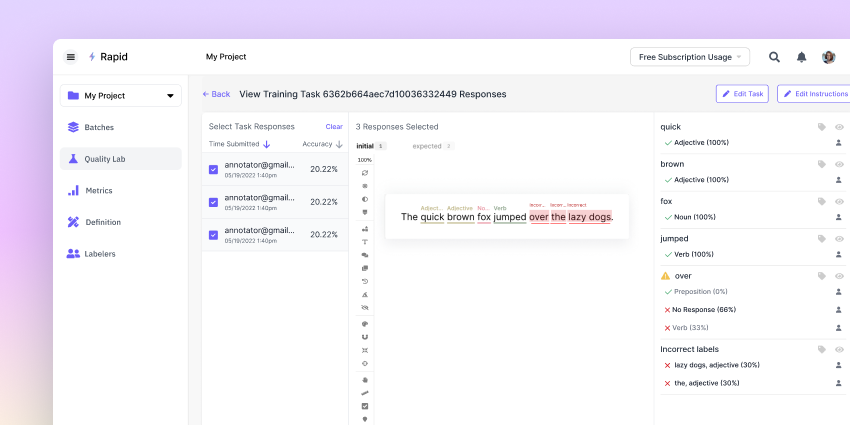 Rapid
My Project
Free Subscription Usage
My Project
Batches
Quality Lab
Metrics
Definition
Labelers
Back
View Training Task 6362b664aec7d10036332449 Responses
Edit Task
Edit Instructions
Select Task Responses
Clear
Time Submitted
Accuracy
annotator@gmail...
20.22%
05/19/2022 1:40pm
annotator@gmail...
20.22%
05/19/2022 1:40pm
annotator@gmail...
20.22%
05/19/2022 1:40pm
3 Responses Selected
initial 1
expected
100%
Adject... Adjective No... Verb Incorr... Incorr... Incorrect
The quick brown fox jumped over the lazy dogs.
quick
Adjective (100%)
brown
Adjective (100%)
fox
Noun (100%)
jumped
Verb (100%)
over
Preposition (0%)
No Response (66%)
Verb (33%)
Incorrect labels
lazy dogs, adjective (30%)
the, adjective (30%)